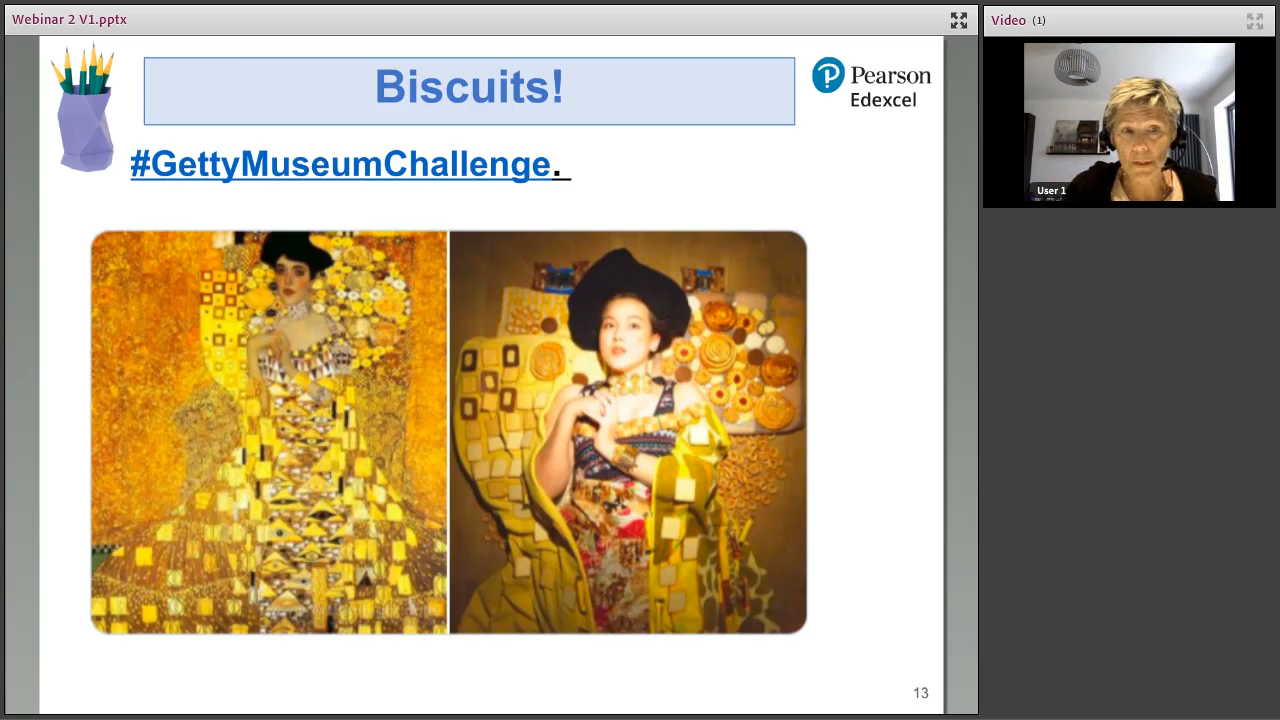 Webinar 2 V1.pptx
Video (1)
Biscuits!
Pearson
Edexcel
#GettyMuseumChallenge.
User 1
13